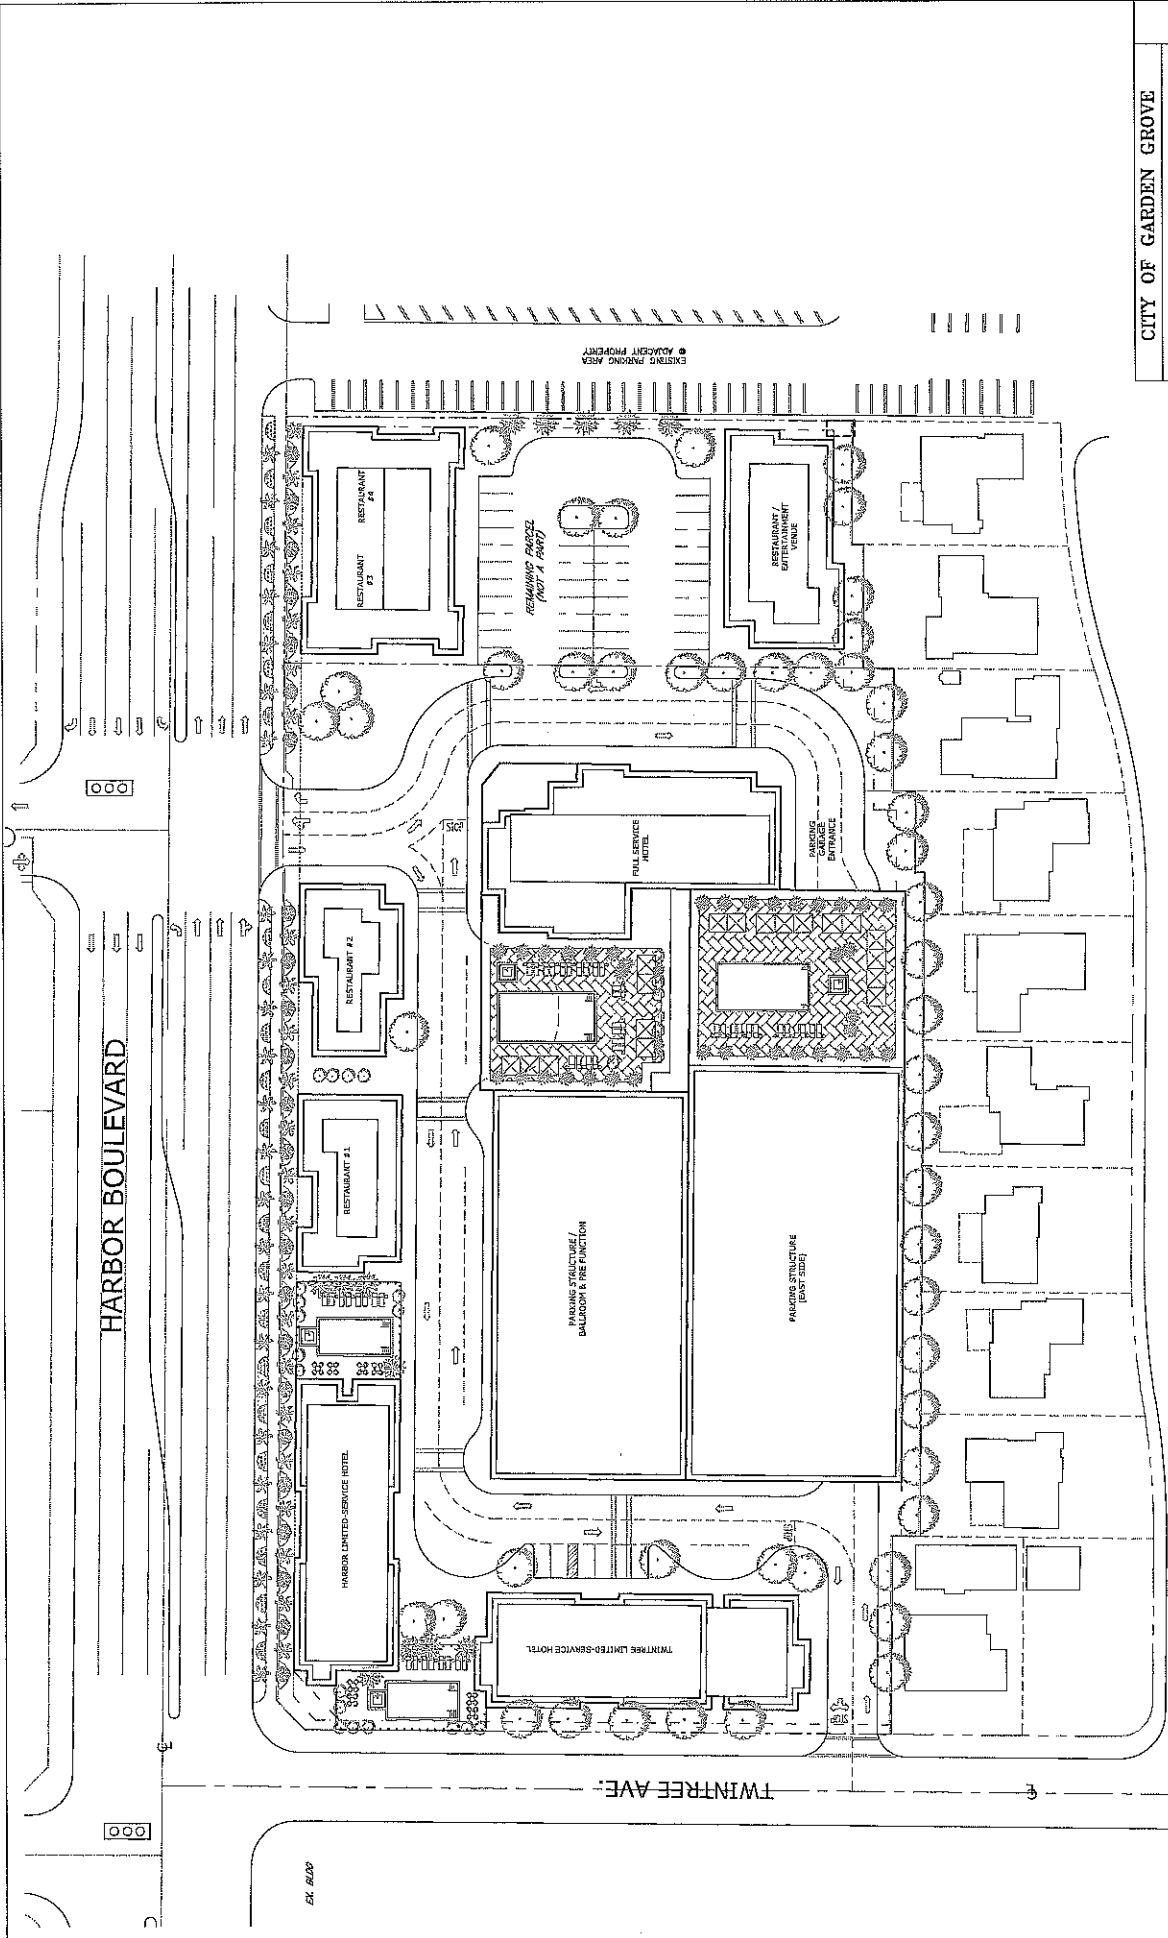 CITY OF GARDEN GROVE
HARBOR BOULEVARD
EXISTING PARKING AREA
@ ADJACENT PROPERTY
RESTAURANT
#3
RESTAURANT
#4
REMAINING PARCEL
(NOT A PART)
RESTAURANT /
ENTERTAINMENT
VENUE
FULL SERVICE
HOTEL
PARKING
GARAGE
ENTRANCE
RESTAURANT #2
RESTAURANT #1
PARKING STRUCTURE /
BALLROOM & PRE FUNCTION
PARKING STRUCTURE
(EAST SIDE)
HARBOR LIMITED-SERVICE HOTEL
TWINTREE LIMITED-SERVICE HOTEL
TWINTREE AVE.
EX. BLDG